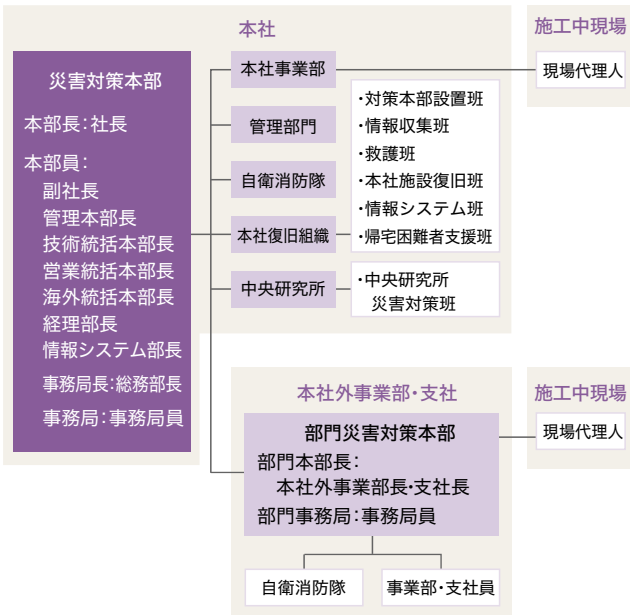 本社
災害対策本部
本部長：社長
本部員：
副社長
管理本部長
技術統括本部長
営業統括本部長
海外統括本部長
経理部長
情報システム部長
事務局長：総務部長
事務局：事務局員
本社事業部
管理部門
自衛消防隊
本社復旧組織
中央研究所
・対策本部設置班
・情報収集班
・救護班
・本社施設復旧班
・情報システム班
・帰宅困難者支援班
・中央研究所
災害対策班
施工中現場
現場代理人
本社外事業部・支社
部門災害対策本部
部門本部長：
本社外事業部長・支社長
部門事務局：事務局員
自衛消防隊
事業部・支社員
施工中現場
現場代理人